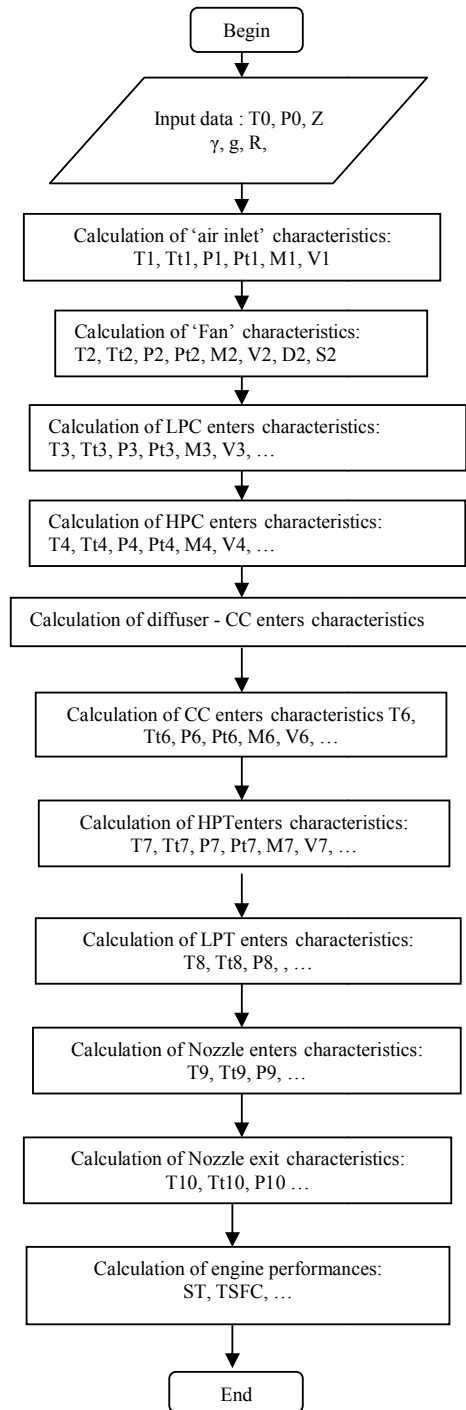 Begin
Input data : T0, P0, Z
γ, g, R,
Calculation of ‘air inlet’ characteristics:
T1, Tt1, P1, Pt1, M1, V1
Calculation of ‘Fan’ characteristics:
T2, Tt2, P2, Pt2, M2, V2, D2, S2
Calculation of LPC enters characteristics:
T3, Tt3, P3, Pt3, M3, V3, …
Calculation of HPC enters characteristics:
T4, Tt4, P4, Pt4, M4, V4, …
Calculation of diffuser - CC enters characteristics
Calculation of CC enters characteristics T6,
Tt6, P6, Pt6, M6, V6, …
Calculation of HPTenters characteristics:
T7, Tt7, P7, Pt7, M7, V7, …
Calculation of LPT enters characteristics:
T8, Tt8, P8, , …
Calculation of Nozzle enters characteristics:
T9, Tt9, P9, …
Calculation of Nozzle exit characteristics:
T10, Tt10, P10 …
Calculation of engine performances:
ST, TSFC, …
End